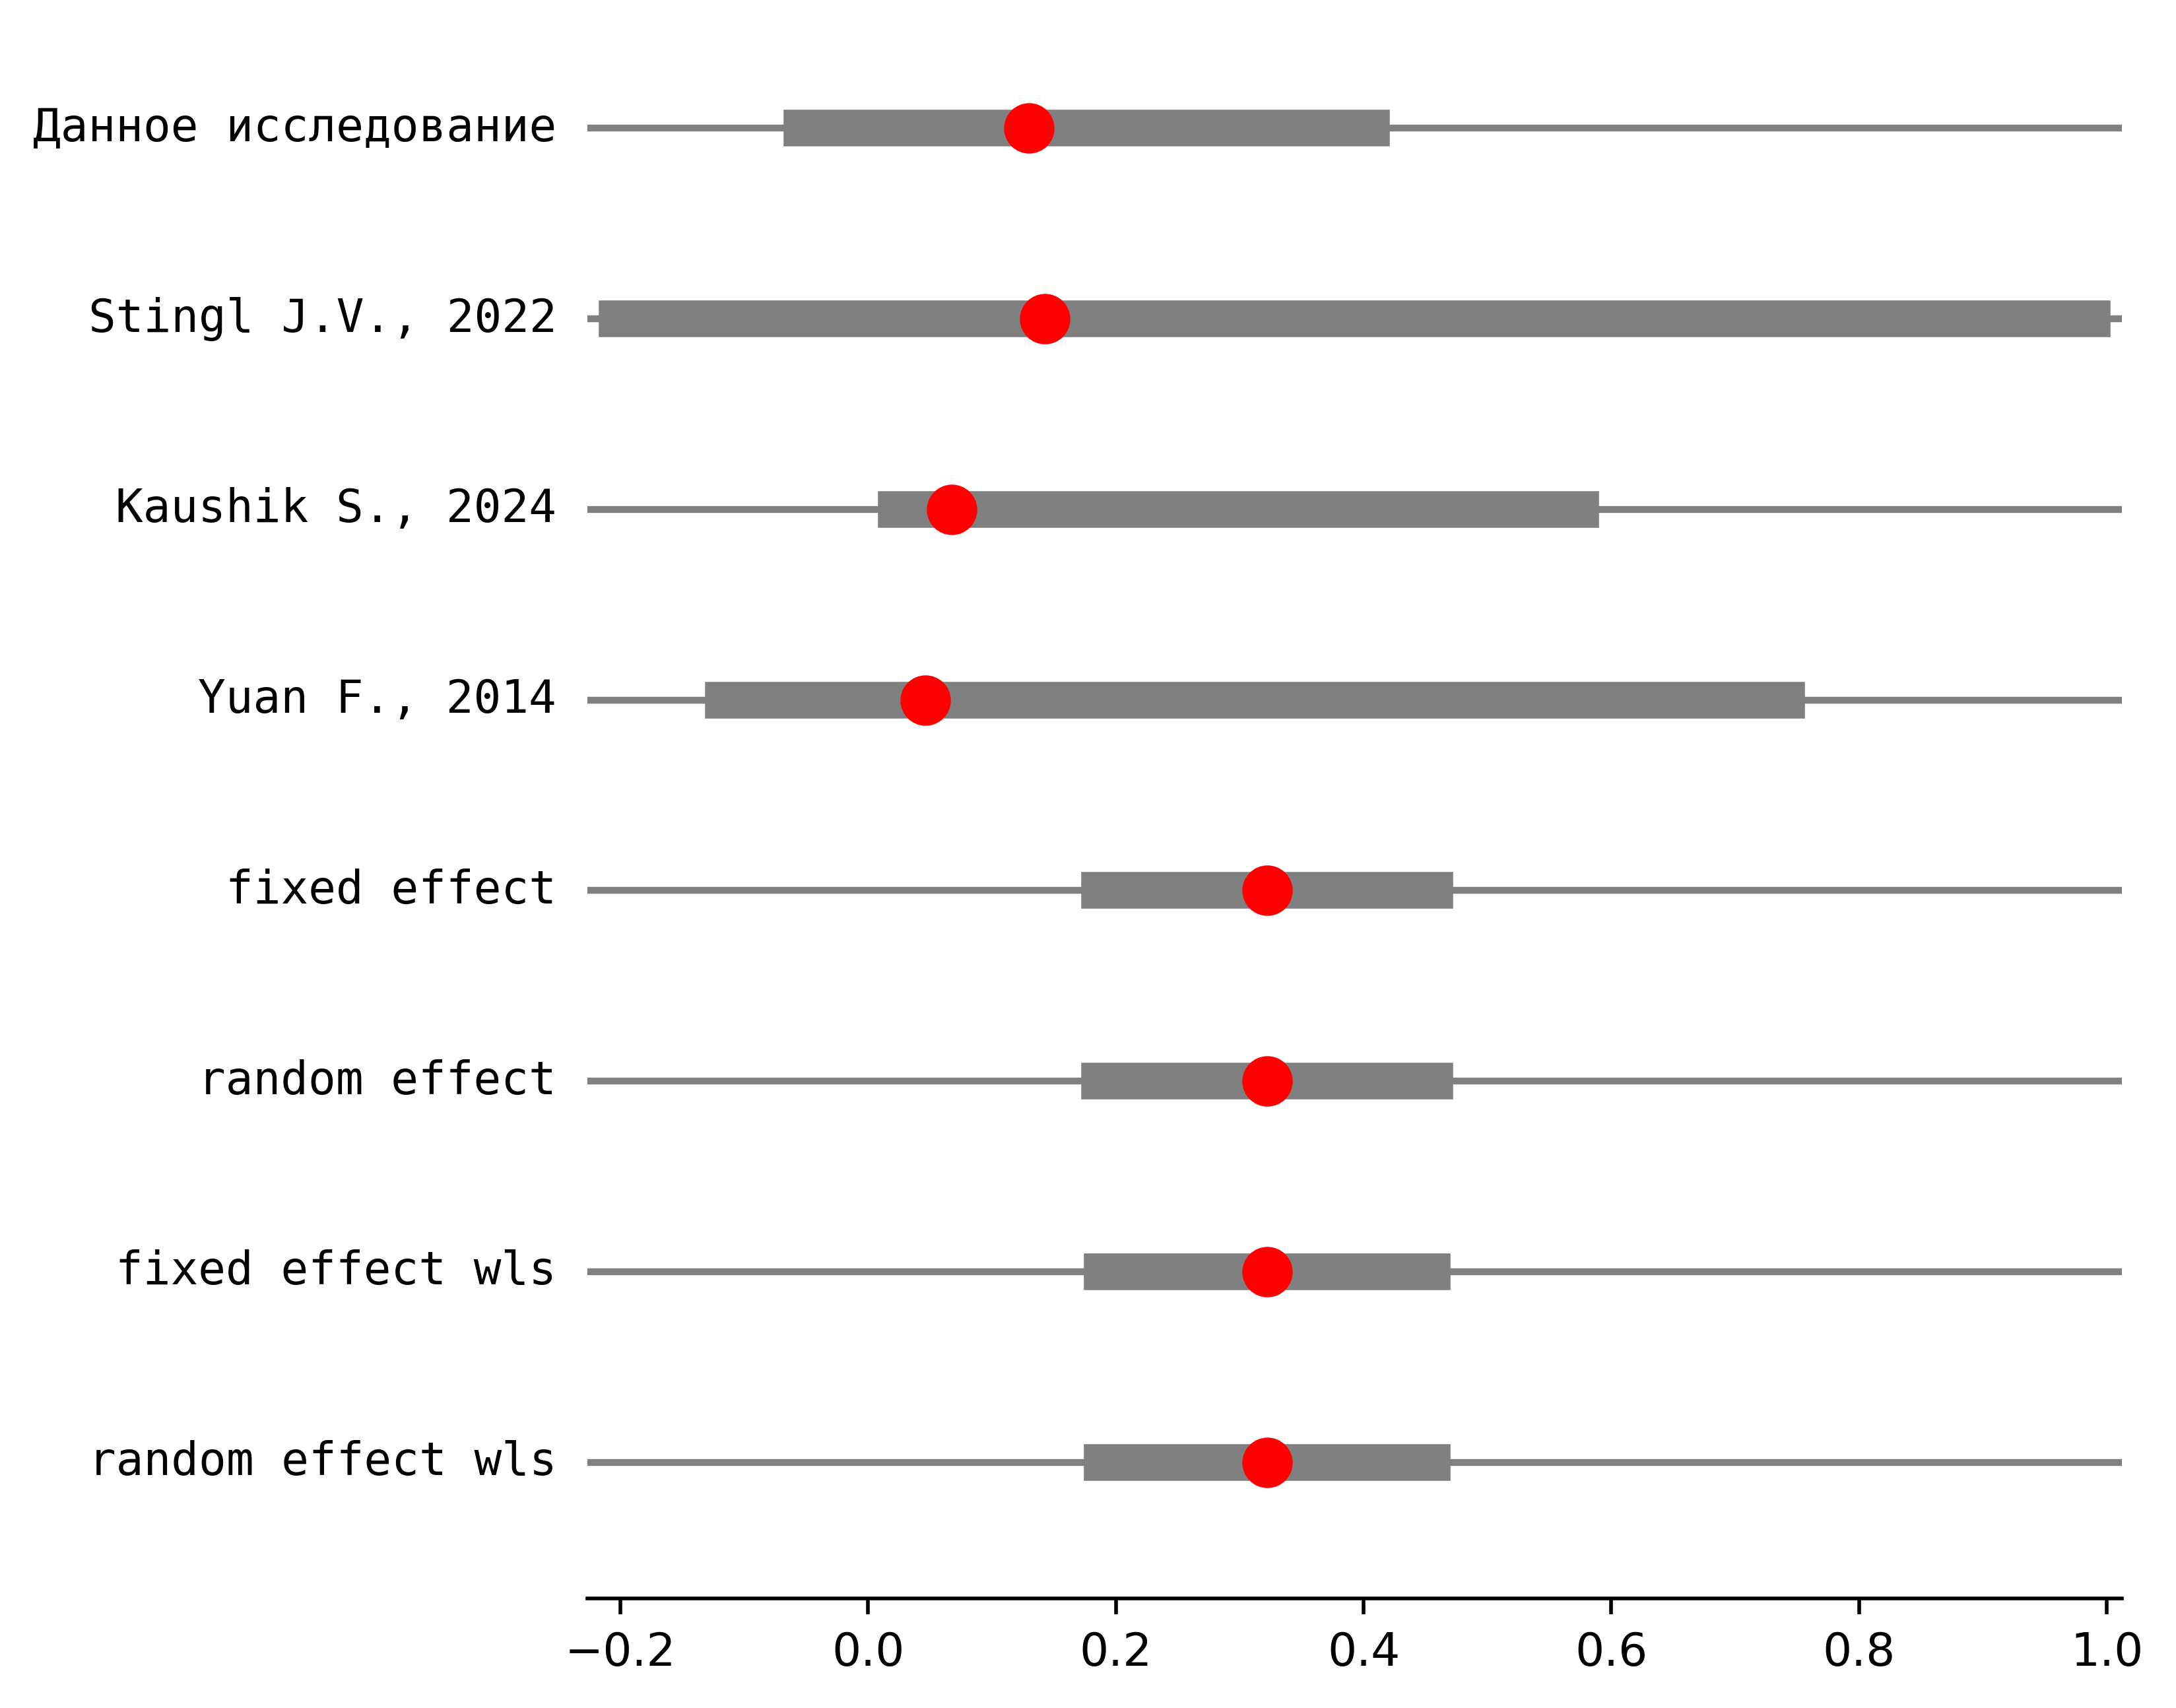 Данное исследование
Stingl J.V., 2022
Kaushik S., 2024
Yuan F., 2014
fixed effect
random effect
fixed effect wls
random effect wls
−0.2 0.0 0.2 0.4 0.6 0.8 1.0